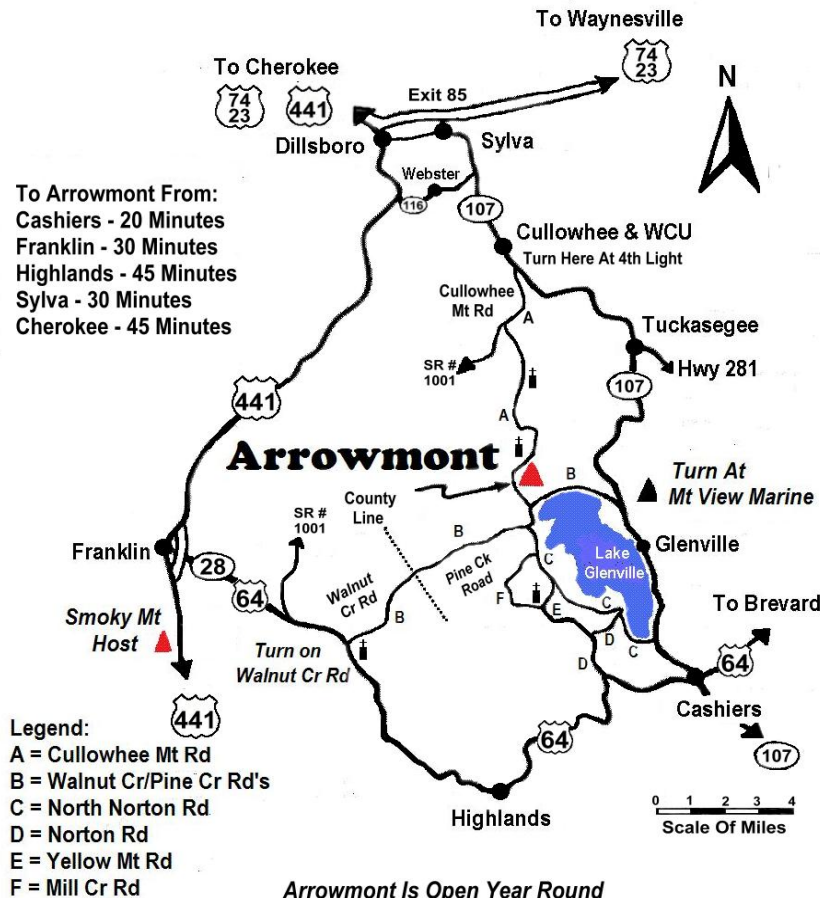 To Waynesville
74
23
To Cherokee
74
23
441
Exit 85
N
Dillsboro
Sylva
Webster
116
107
To Arrowmont From:
Cashiers - 20 Minutes
Franklin - 30 Minutes
Highlands - 45 Minutes
Sylva - 30 Minutes
Cherokee - 45 Minutes
Cullowhee & WCU
Turn Here At 4th Light
Cullowhee
Mt Rd
A
Tuckasegee
SR #
1001
Hwy 281
107
441
A
Arrowmont
B
Turn At
Mt View Marine
County
Line
SR #
1001
B
Franklin
28
64
Walnut
Cr Rd
Pine Ck
Road
C
Lake
Glenville
Glenville
F
E
C
To Brevard
B
Smoky Mt
Host
Turn on
Walnut Cr Rd
D
C
D
64
441
Cashiers
107
64
Highlands
0 1 2 3 4
Scale Of Miles
Legend:
A = Cullowhee Mt Rd
B = Walnut Cr/Pine Cr Rd's
C = North Norton Rd
D = Norton Rd
E = Yellow Mt Rd
F = Mill Cr Rd
Arrowmont Is Open Year Round